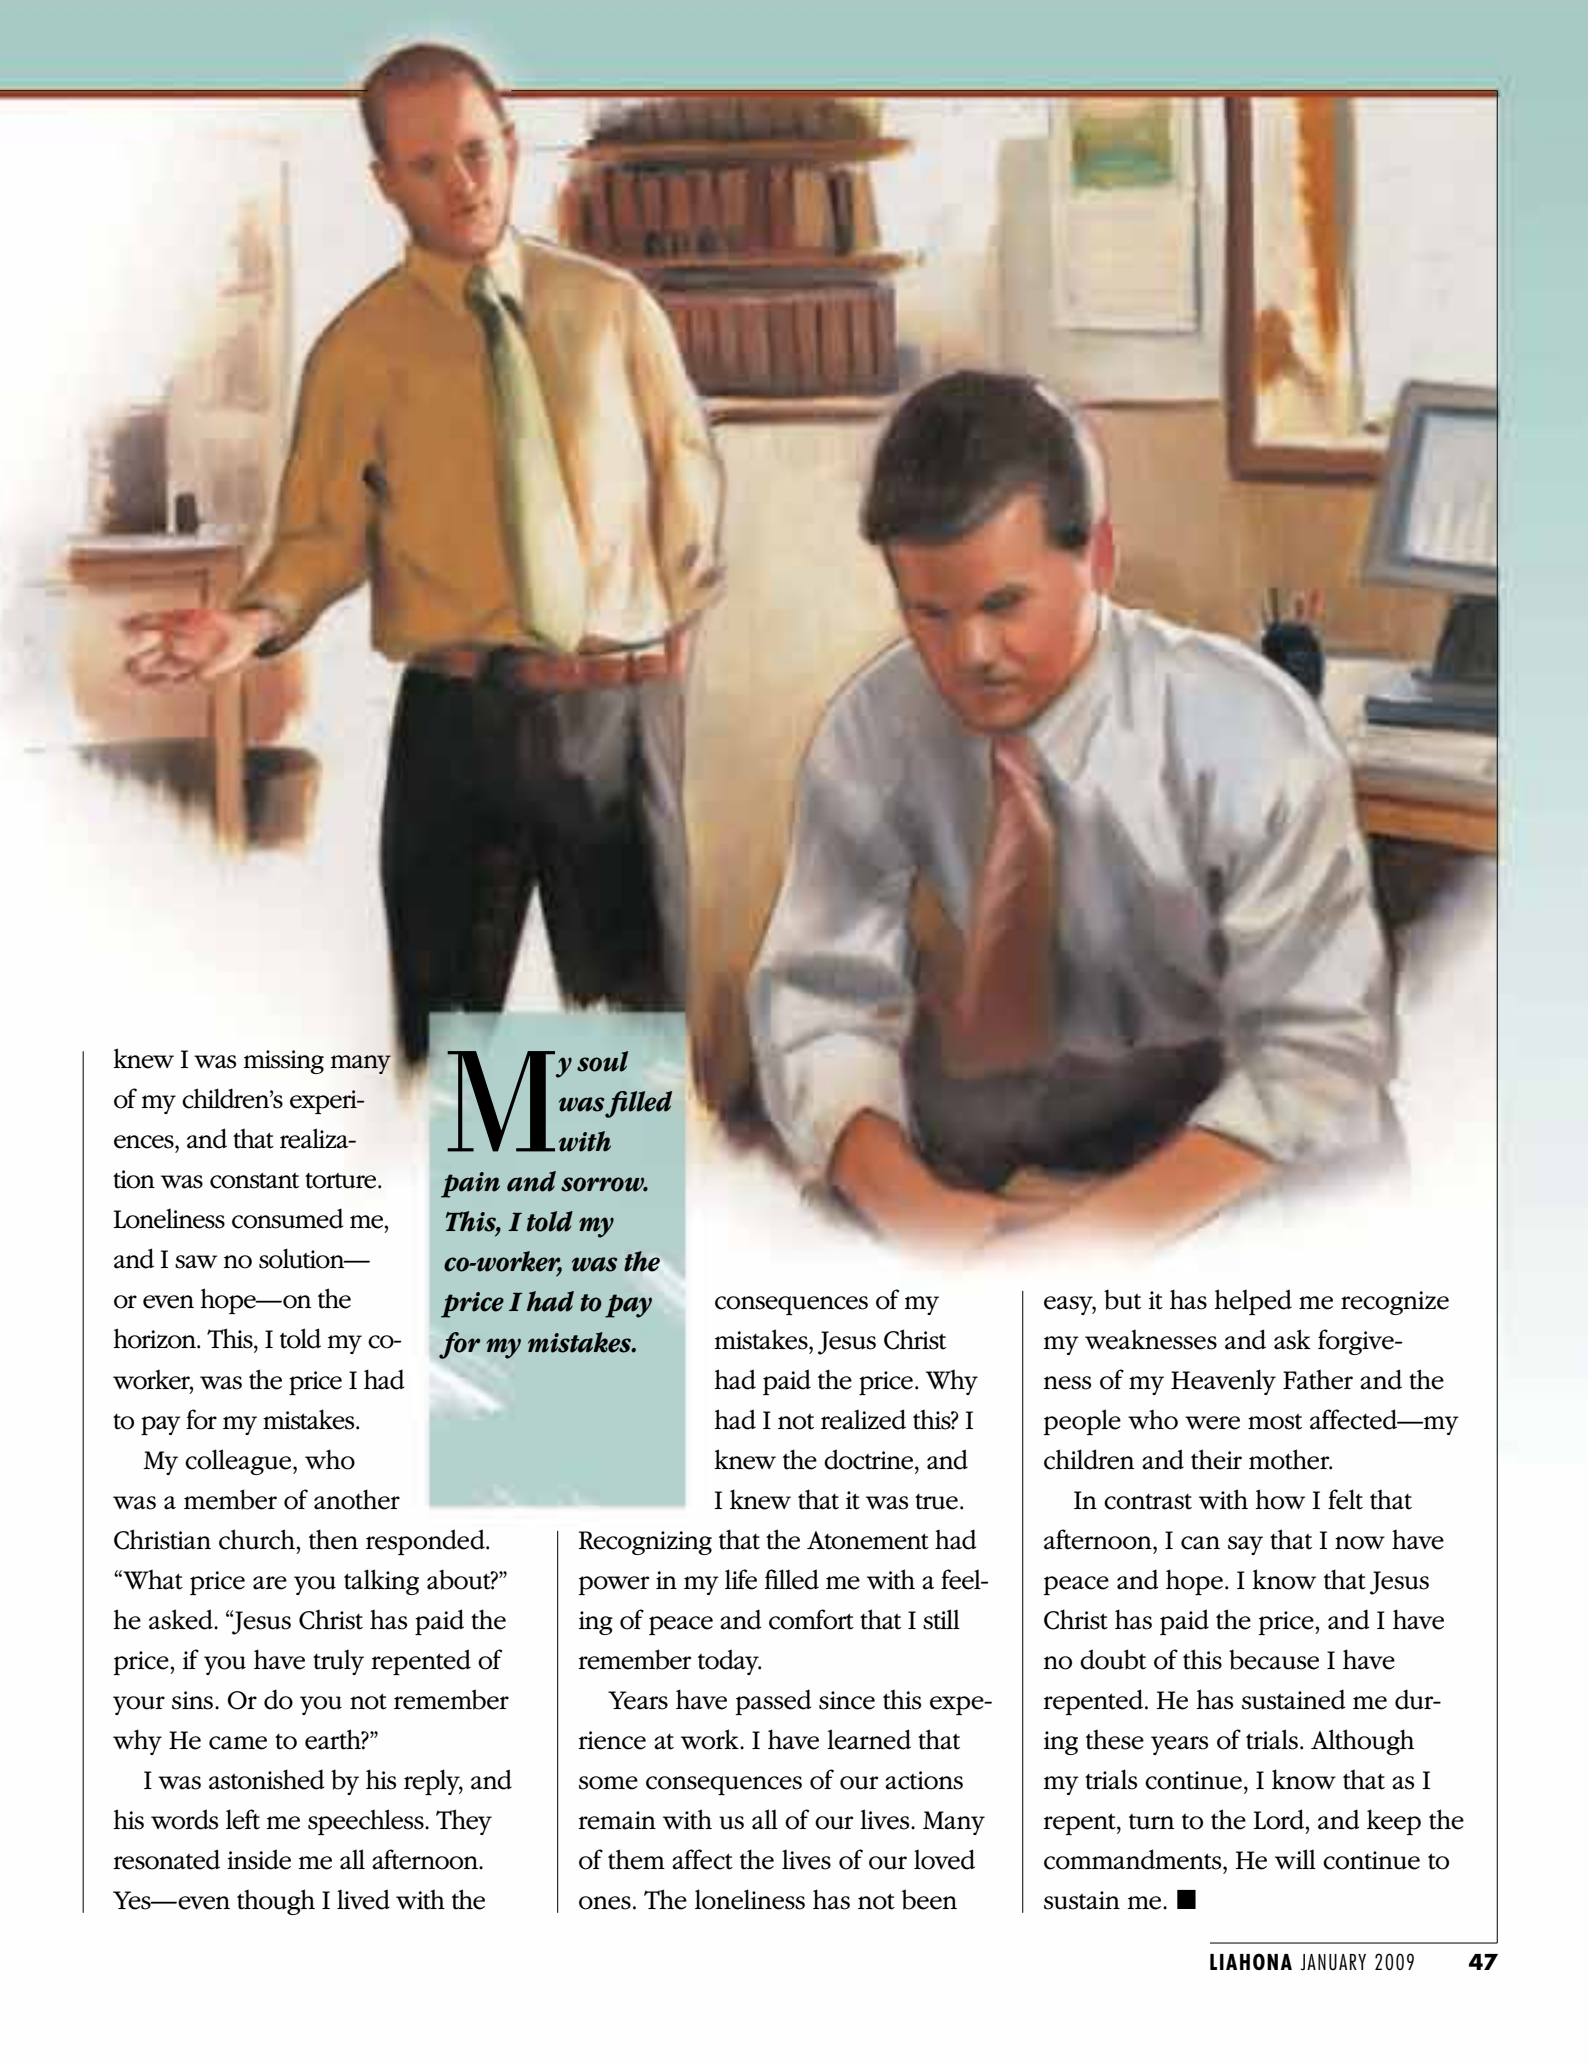 knew I was missing many
of my children's experi-
ences, and that realiza-
tion was constant torture.
Loneliness consumed me,
and I saw no solution—
or even hope—on the
horizon. This, I told my co-
worker, was the price I had
to pay for my mistakes.
My colleague, who
was a member of another
Christian church, then responded.
“What price are you talking about?”
he asked. “Jesus Christ has paid the
price, if you have truly repented of
your sins. Or do you not remember
why He came to earth?”
I was astonished by his reply, and
his words left me speechless. They
resonated inside me all afternoon.
Yes—even though I lived with the
My soul
was filled
with
pain and sorrow.
This, I told my
co-worker, was the
price I had to pay
for my mistakes.
consequences of my
mistakes, Jesus Christ
had paid the price. Why
had I not realized this? I
knew the doctrine, and
I knew that it was true.
Recognizing that the Atonement had
power in my life filled me with a feel-
ing of peace and comfort that I still
remember today.
Years have passed since this expe-
rience at work. I have learned that
some consequences of our actions
remain with us all of our lives. Many
of them affect the lives of our loved
ones. The loneliness has not been
easy, but it has helped me recognize
my weaknesses and ask forgive-
ness of my Heavenly Father and the
people who were most affected—my
children and their mother.
In contrast with how I felt that
afternoon, I can say that I now have
peace and hope. I know that Jesus
Christ has paid the price, and I have
no doubt of this because I have
repented. He has sustained me dur-
ing these years of trials. Although
my trials continue, I know that as I
repent, turn to the Lord, and keep the
commandments, He will continue to
sustain me. ■
LIAHONA JANUARY 2009 47